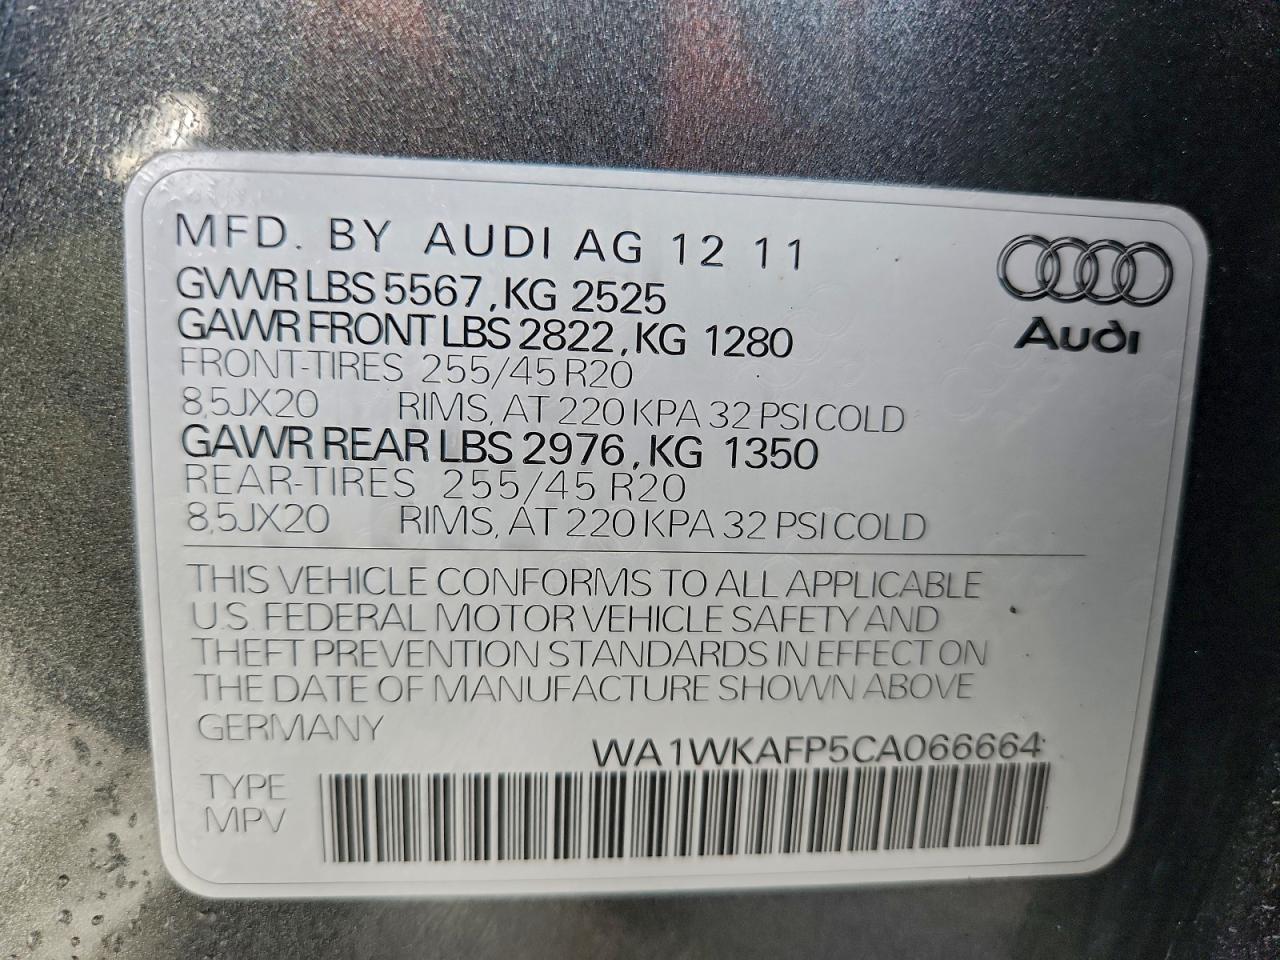 MFD. BY AUDI AG 12 11
GVWR LBS 5567, KG 2525
GAWR FRONT LBS 2822, KG 1280
FRONT-TIRES 255/45 R20
8,5JX20 RIMS, AT 220 KPA 32 PSI COLD
GAWR REAR LBS 2976, KG 1350
REAR-TIRES 255/45 R20
8,5JX20 RIMS, AT 220 KPA 32 PSI COLD
Audi
THIS VEHICLE CONFORMS TO ALL APPLICABLE
U.S. FEDERAL MOTOR VEHICLE SAFETY AND
THEFT PREVENTION STANDARDS IN EFFECT ON
THE DATE OF MANUFACTURE SHOWN ABOVE
GERMANY
WA1WKAFP5CA066664
TYPE
MPV